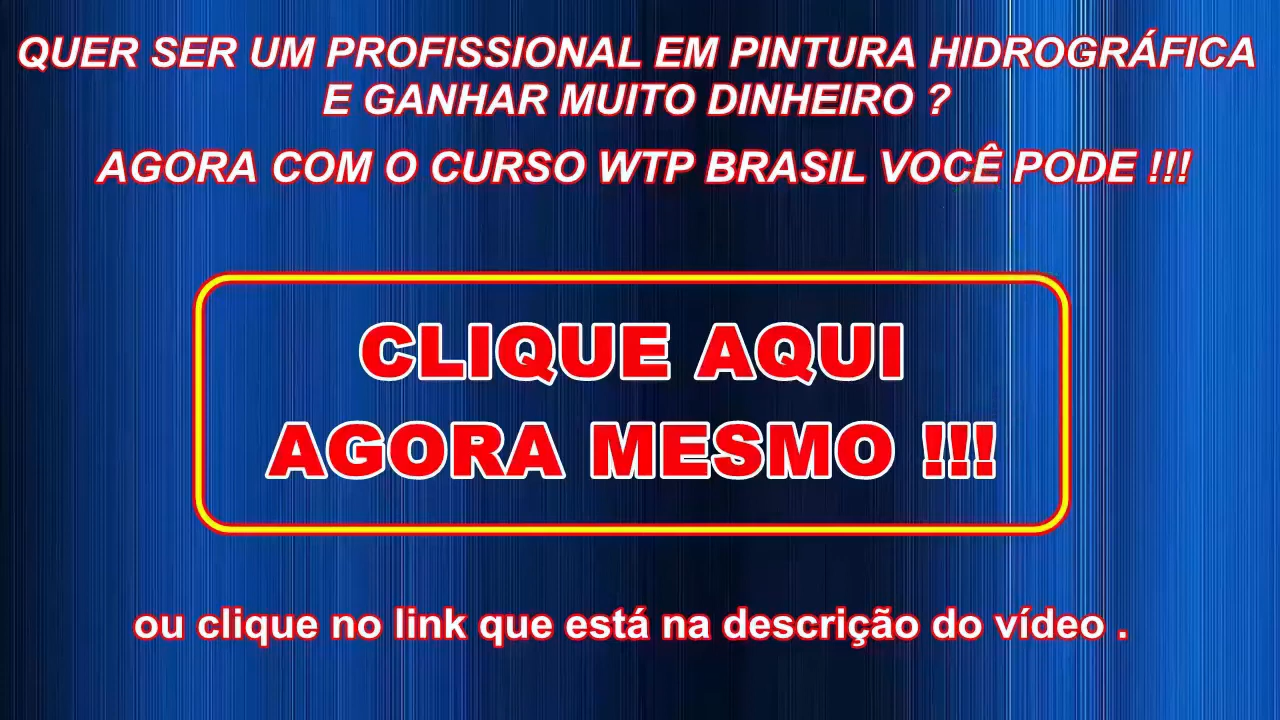 QUER SER UM PROFISSIONAL EM PINTURA HIDROGRÁFICA
E GANHAR MUITO DINHEIRO ?
AGORA COM O CURSO WTP BRASIL VOCÊ PODE !!!
CLIQUE AQUI
AGORA MESMO !!!
ou clique no link que está na descrição do vídeo .